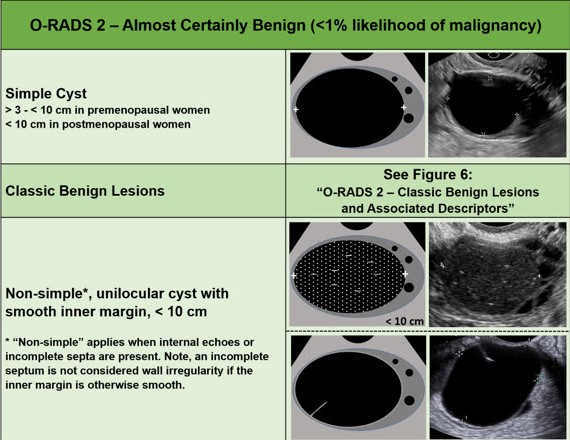 O-RADS 2 – Almost Certainly Benign (<1% likelihood of malignancy)
Simple Cyst
> 3 - < 10 cm in premenopausal women
< 10 cm in postmenopausal women
Classic Benign Lesions
See Figure 6:
“O-RADS 2 – Classic Benign Lesions
and Associated Descriptors”
Non-simple*, unilocular cyst with
smooth inner margin, < 10 cm
* “Non-simple” applies when internal echoes or
incomplete septa are present. Note, an incomplete
septum is not considered wall irregularity if the
inner margin is otherwise smooth.
< 10 cm